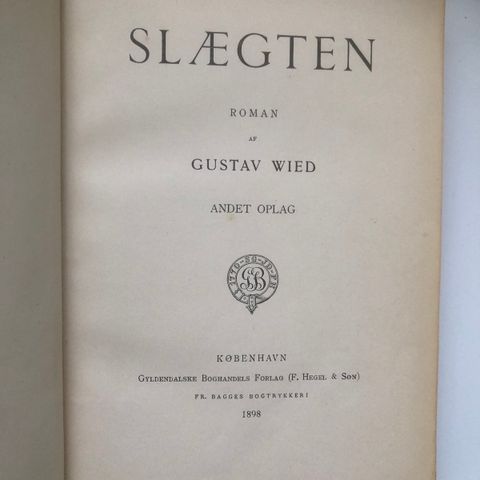 SLÆGTEN
ROMAN
AF
GUSTAV WIED
ANDET OPLAG
KØBENHAVN
GYLDENDALSKE BOGHANDELS FORLAG (F. HEGEL & SØN)
FR. BAGGES BOGTRYKKERI
1898